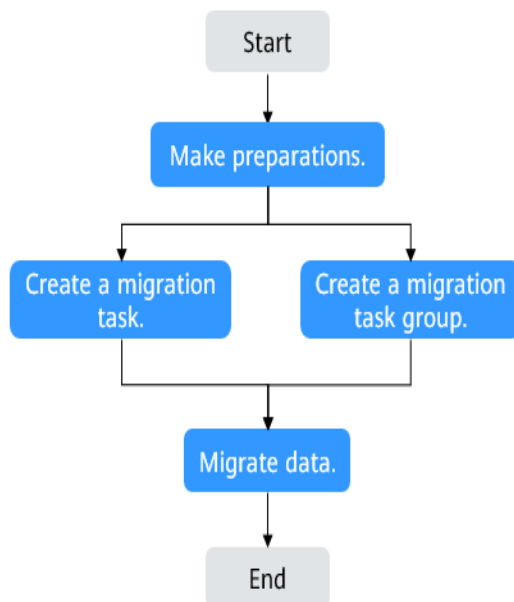 Start
Make preparations.
Create a migration
task.
Create a migration
task group.
Migrate data.
End